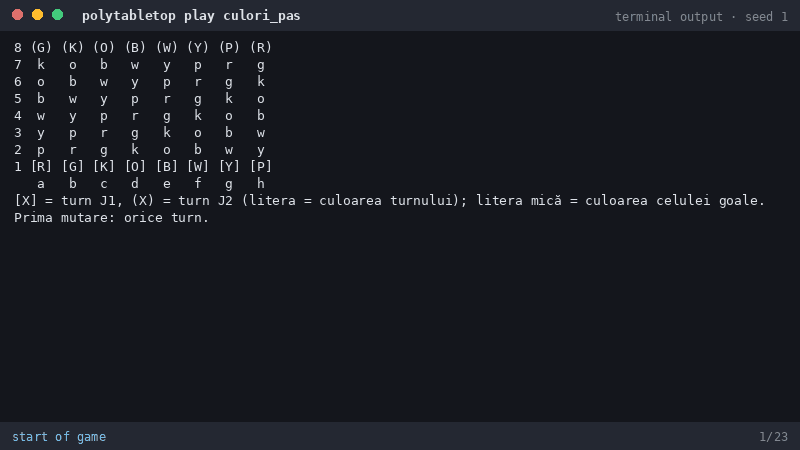 polytabletop play culori_pas
terminal output · seed 1
8 (G) (K) (O) (B) (W) (Y) (P) (R)
7  k   o   b   w   y   p   r   g
6  o   b   w   y   p   r   g   k
5  b   w   y   p   r   g   k   o
4  w   y   p   r   g   k   o   b
3  y   p   r   g   k   o   b   w
2  p   r   g   k   o   b   w   y
1 [R] [G] [K] [O] [B] [W] [Y] [P]
   a   b   c   d   e   f   g   h
[X] = turn J1, (X) = turn J2 (litera = culoarea turnului); litera mică = culoarea celulei goale.
Prima mutare: orice turn.
start of game
1/23